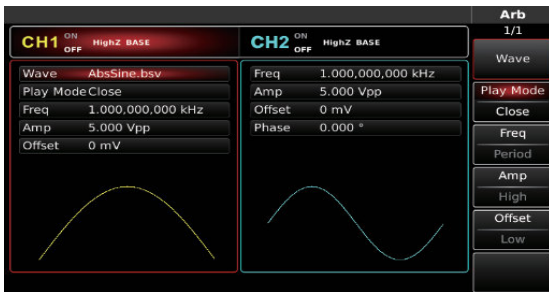 Arb
1/1
CH1 ON OFF HighZ BASE
CH2 ON OFF HighZ BASE
Wave AbsSine.bsv
Play Mode Close
Freq 1.000,000,000 kHz
Amp 5.000 Vpp
Offset 0 mV
Freq 1.000,000,000 kHz
Amp 5.000 Vpp
Offset 0 mV
Phase 0.000 °
Wave
Play Mode
Close
Freq
Period
Amp
High
Offset
Low